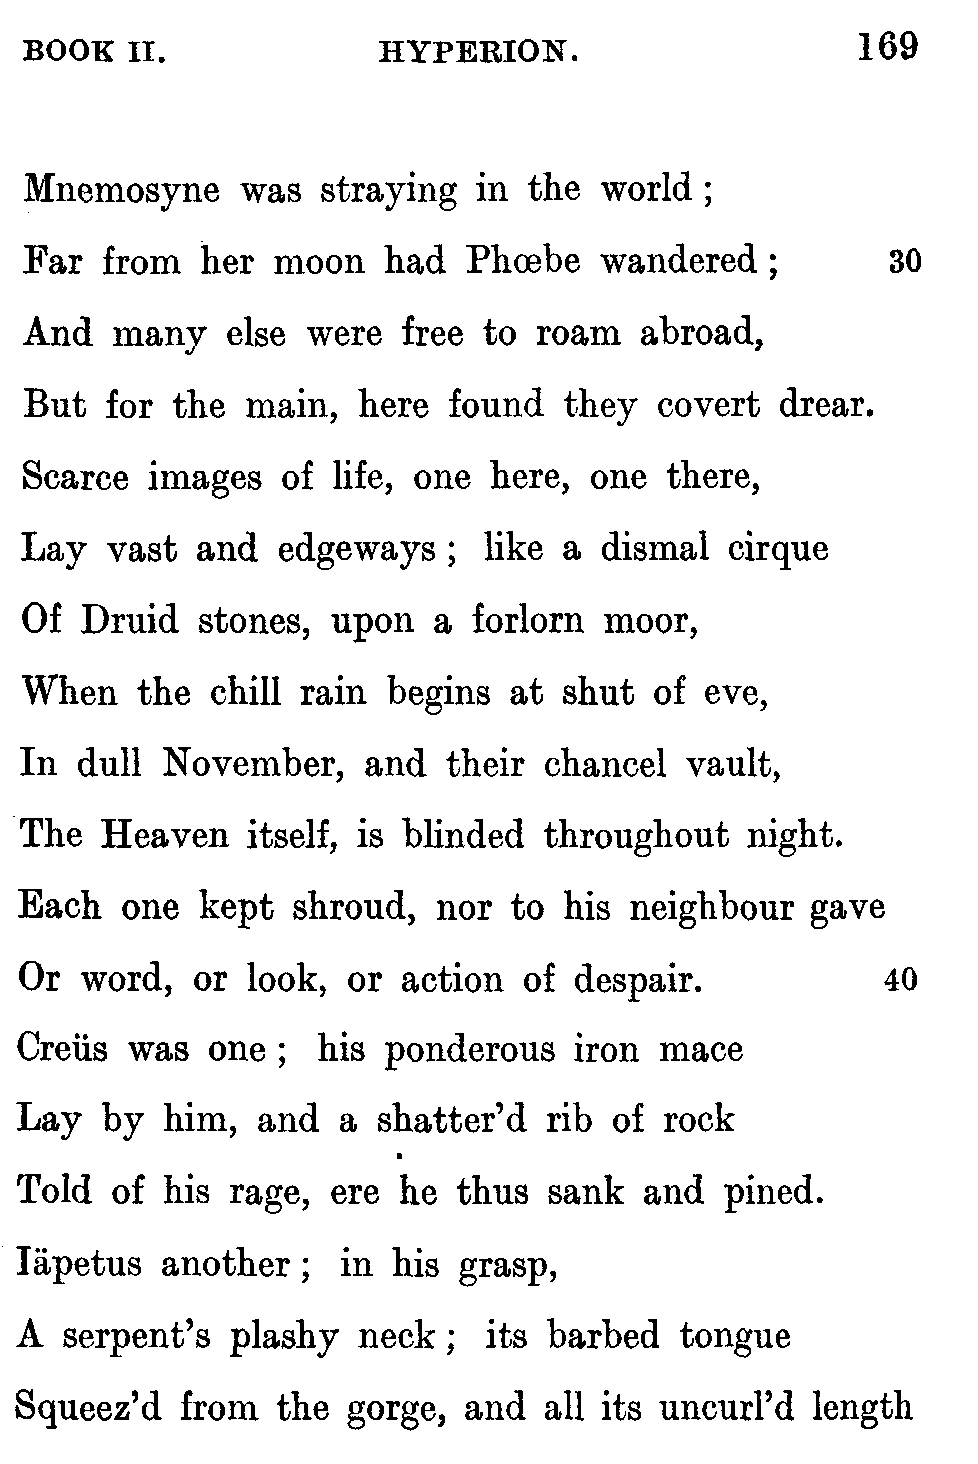 BOOK II. HYPERION. 169
Mnemosyne was straying in the world ;
Far from her moon had Phœbe wandered ; 30
And many else were free to roam abroad,
But for the main, here found they covert drear.
Scarce images of life, one here, one there,
Lay vast and edgeways ; like a dismal cirque
Of Druid stones, upon a forlorn moor,
When the chill rain begins at shut of eve,
In dull November, and their chancel vault,
The Heaven itself, is blinded throughout night.
Each one kept shroud, nor to his neighbour gave
Or word, or look, or action of despair. 40
Creüs was one ; his ponderous iron mace
Lay by him, and a shatter’d rib of rock
Told of his rage, ere he thus sank and pined.
Iäpetus another ; in his grasp,
A serpent’s plashy neck ; its barbed tongue
Squeez’d from the gorge, and all its uncurl’d length